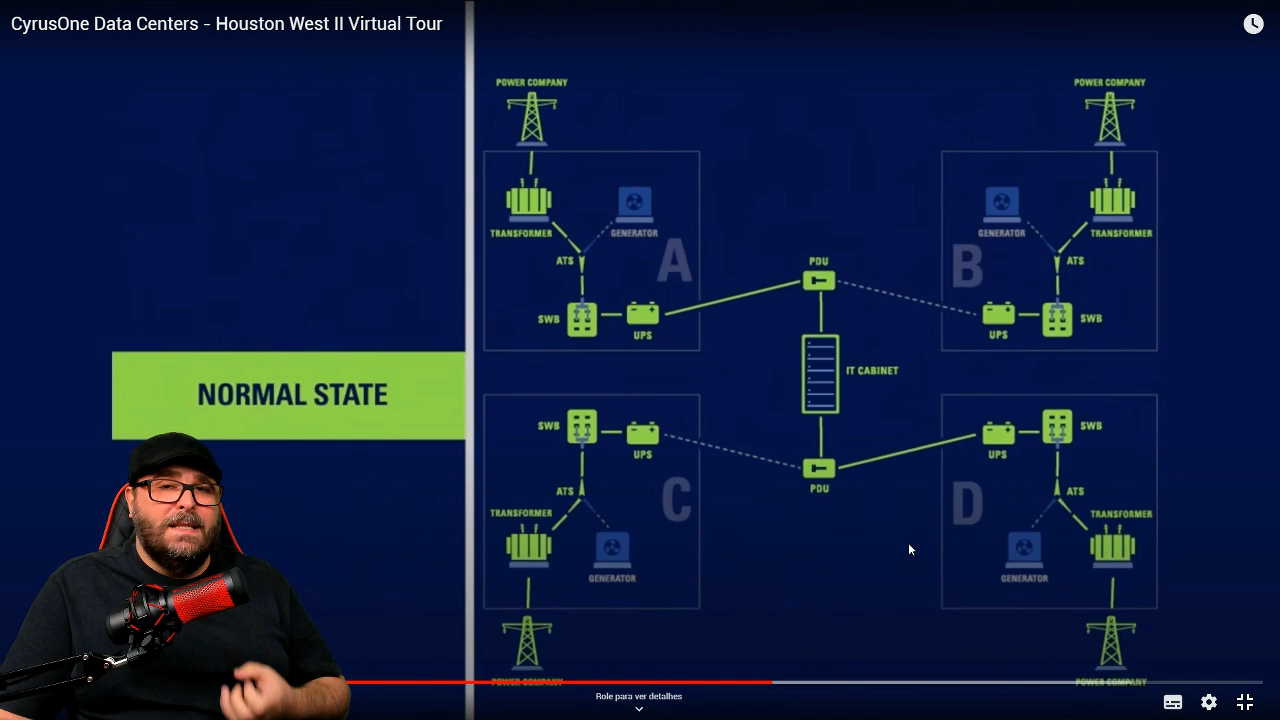 CyrusOne Data Centers - Houston West II Virtual Tour
POWER COMPANY
POWER COMPANY
TRANSFORMER
GENERATOR
ATS
A
SWB
UPS
GENERATOR
TRANSFORMER
ATS
B
UPS
SWB
PDU
IT CABINET
PDU
NORMAL STATE
SWB
UPS
C
ATS
TRANSFORMER
GENERATOR
POWER COMPANY
UPS
SWB
D
ATS
TRANSFORMER
GENERATOR
POWER COMPANY
Role para ver detalhes